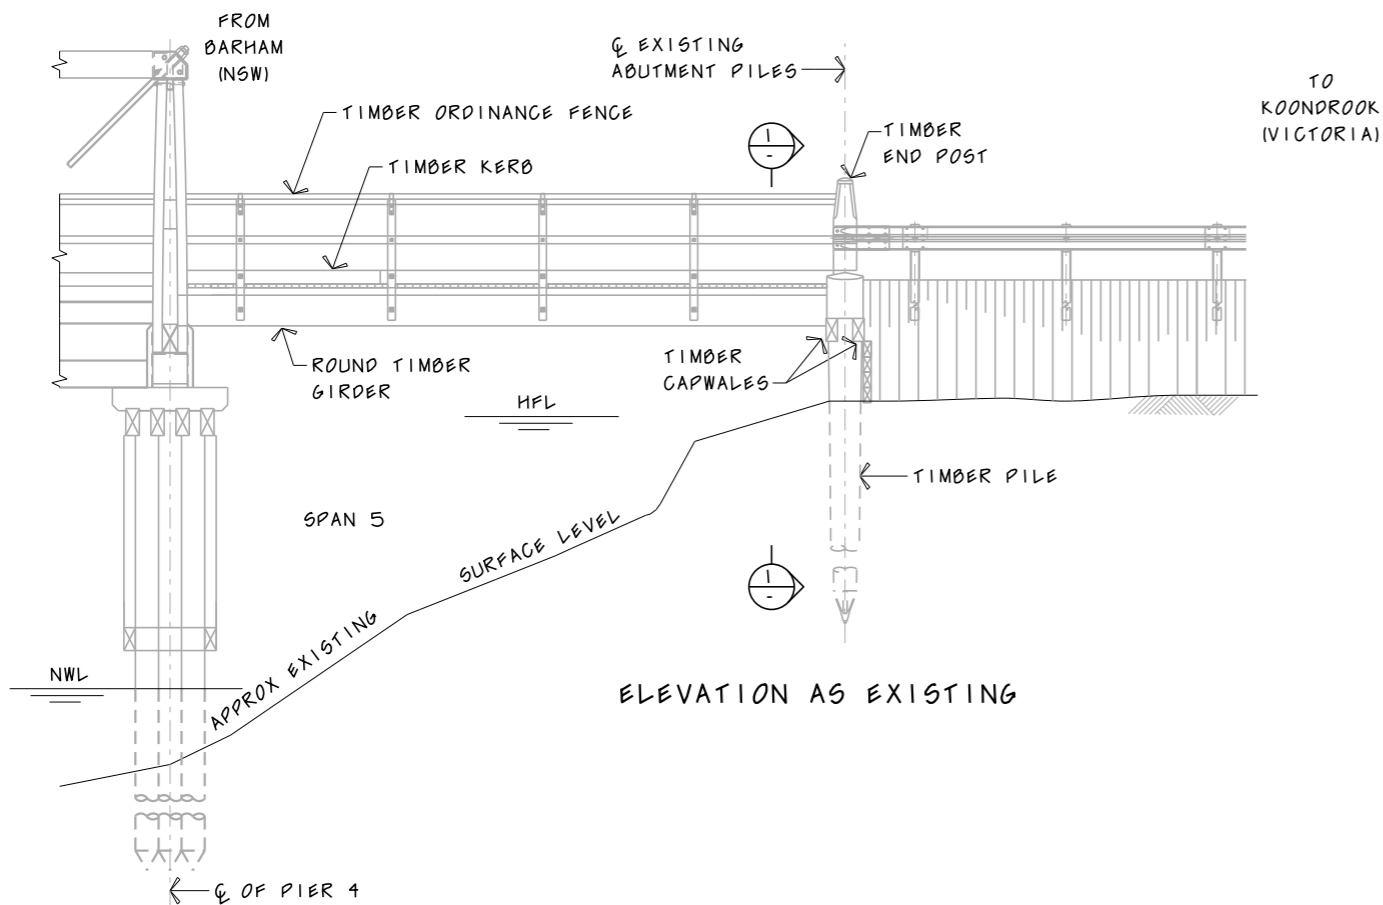 FROM
BARHAM
(NSW)
℄ EXISTING
ABUTMENT PILES
TO
KOONDROOK
(VICTORIA)
TIMBER ORDINANCE FENCE
TIMBER KERB
1
-
TIMBER
END POST
ROUND TIMBER
GIRDER
TIMBER
CAPWALES
HFL
TIMBER PILE
SPAN 5
APPROX EXISTING SURFACE LEVEL
1
-
NWL
ELEVATION AS EXISTING
℄ OF PIER 4